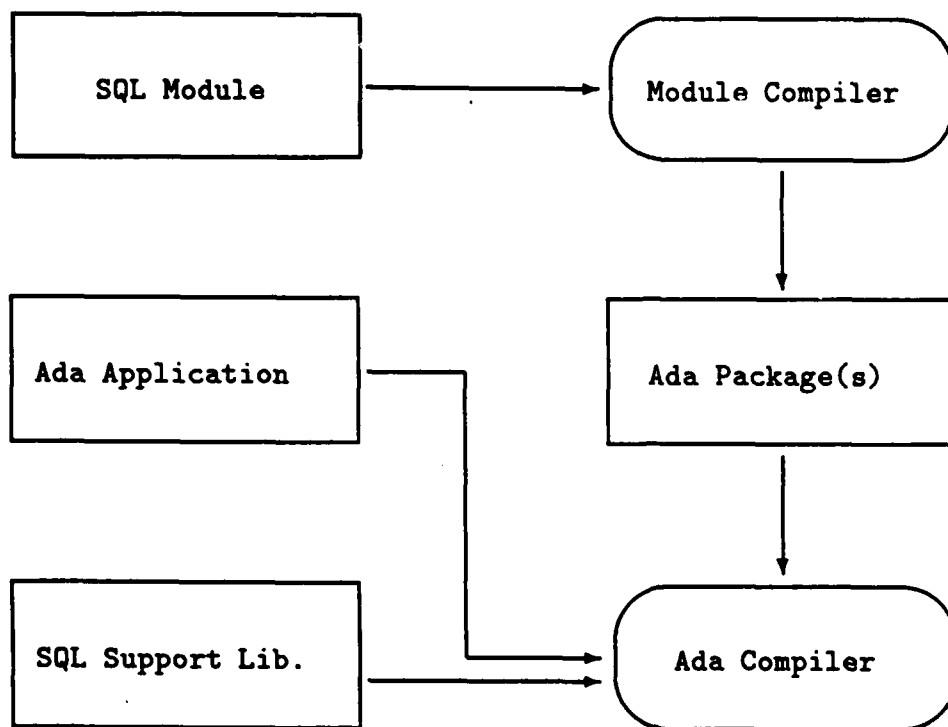 SQL Module
Module Compiler
Ada Application
Ada Package(s)
SQL Support Lib.
Ada Compiler